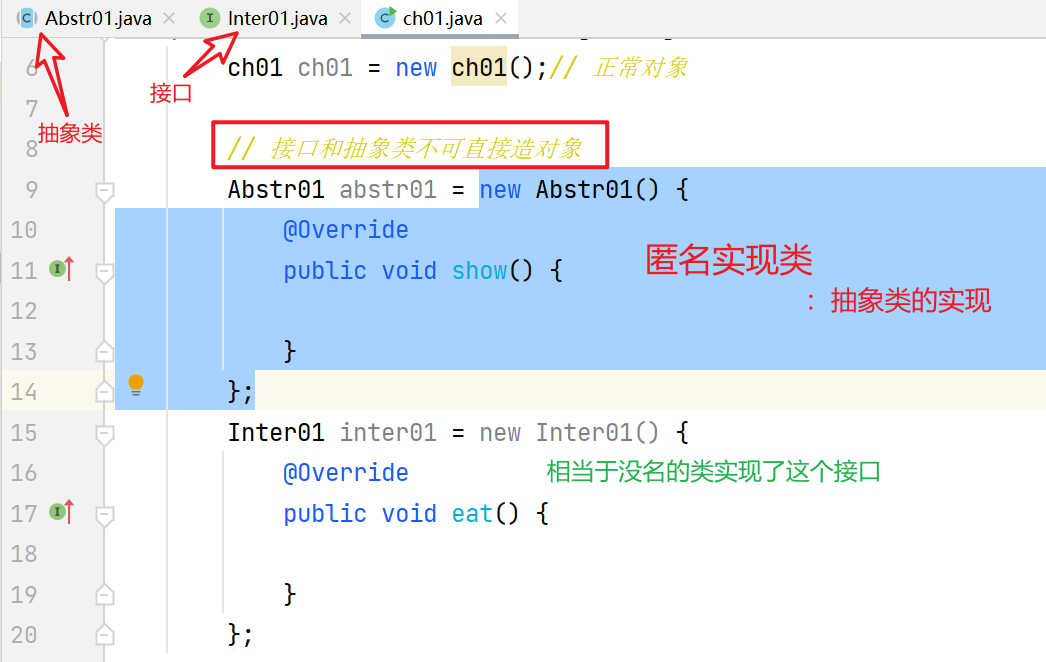 Abstr01.java × Inter01.java × ch01.java ×
6 ch01 ch01 = new ch01();// 正常对象
接口
7
抽象类
8 // 接口和抽象类不可直接造对象
9 Abstr01 abstr01 = new Abstr01() {
10 @Override
11 public void show() {
匿名实现类
：抽象类的实现
12
13 }
14 };
15 Inter01 inter01 = new Inter01() {
16 @Override
相当于没名的类实现了这个接口
17 public void eat() {
18
19 }
20 };